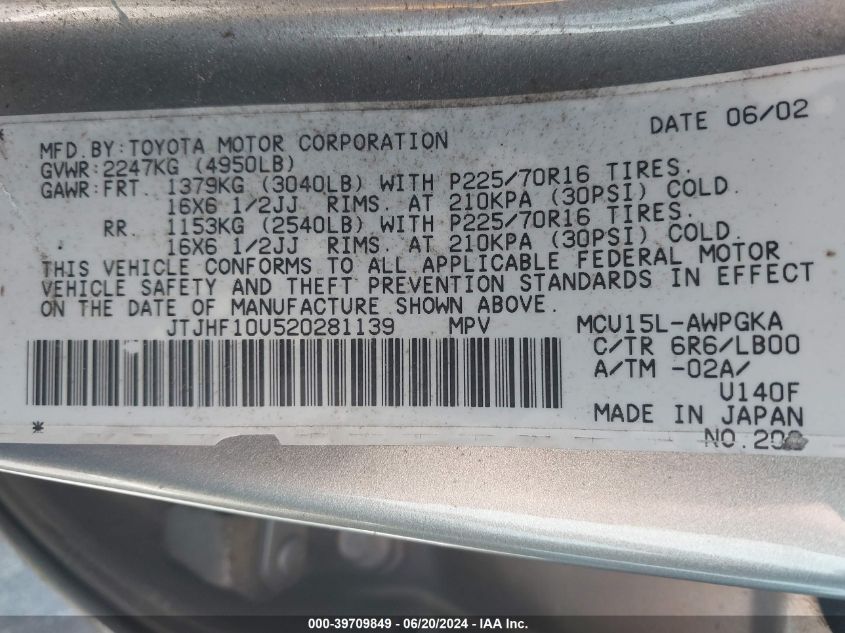 DATE 06/02
MFD. BY: TOYOTA MOTOR CORPORATION
GVWR: 2247KG (4950LB)
GAWR: FRT. 1379KG (3040LB) WITH P225/70R16 TIRES.
16X6 1/2JJ RIMS. AT 210KPA (30PSI) COLD.
RR. 1153KG (2540LB) WITH P225/70R16 TIRES.
16X6 1/2JJ RIMS. AT 210KPA (30PSI) COLD.
THIS VEHICLE CONFORMS TO ALL APPLICABLE FEDERAL MOTOR
VEHICLE SAFETY AND THEFT PREVENTION STANDARDS IN EFFECT
ON THE DATE OF MANUFACTURE SHOWN ABOVE.
JTJHF10U520281139 MPV MCU15L-AWPGKA
C/TR 6R6/LB00
A/TM -02A/
U140F
MADE IN JAPAN
NO.
000-39709849 - 06/20/2024 - IAA Inc.